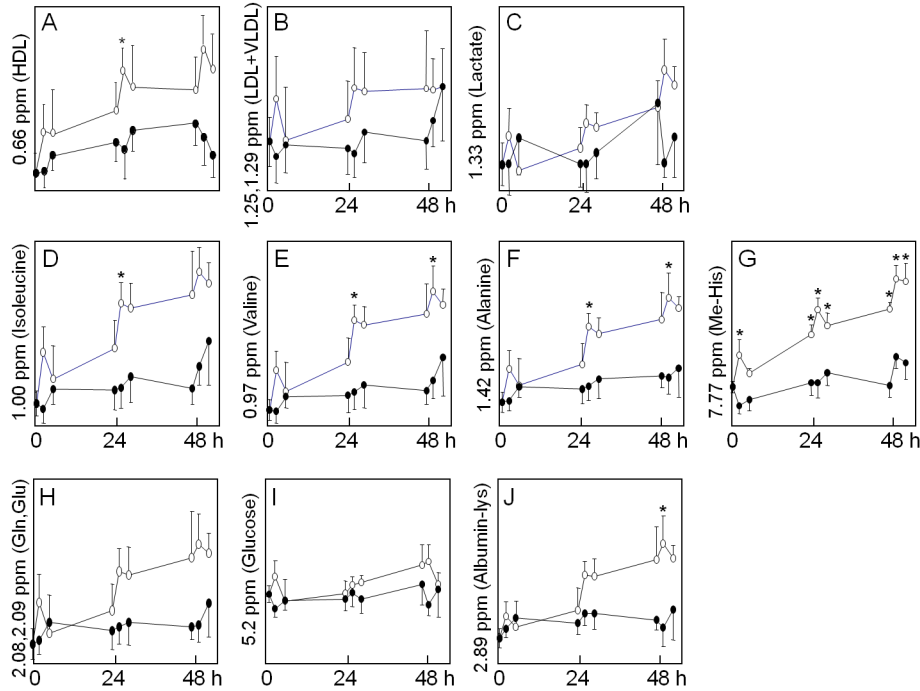 A
0.66 ppm (HDL)
*
B
1.25,1.29 ppm (LDL+VLDL)
0 24 48 h
C
1.33 ppm (Lactate)
0 24 48 h
D
1.00 ppm (Isoleucine)
*
0 24 48 h
E
0.97 ppm (Valine)
* *
0 24 48 h
F
1.42 ppm (Alanine)
* *
0 24 48 h
G
7.77 ppm (Me-His)
* * * * * * *
0 24 48 h
H
2.08,2.09 ppm (Gln,Glu)
0 24 48 h
I
5.2 ppm (Glucose)
0 24 48 h
J
2.89 ppm (Albumin-lys)
*
0 24 48 h